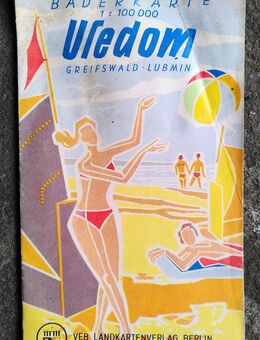 BÄDERKARTE
1 : 100 000
Usedom
GREIFSWALD · LUBMIN
VEB LANDKARTENVERLAG BERLIN